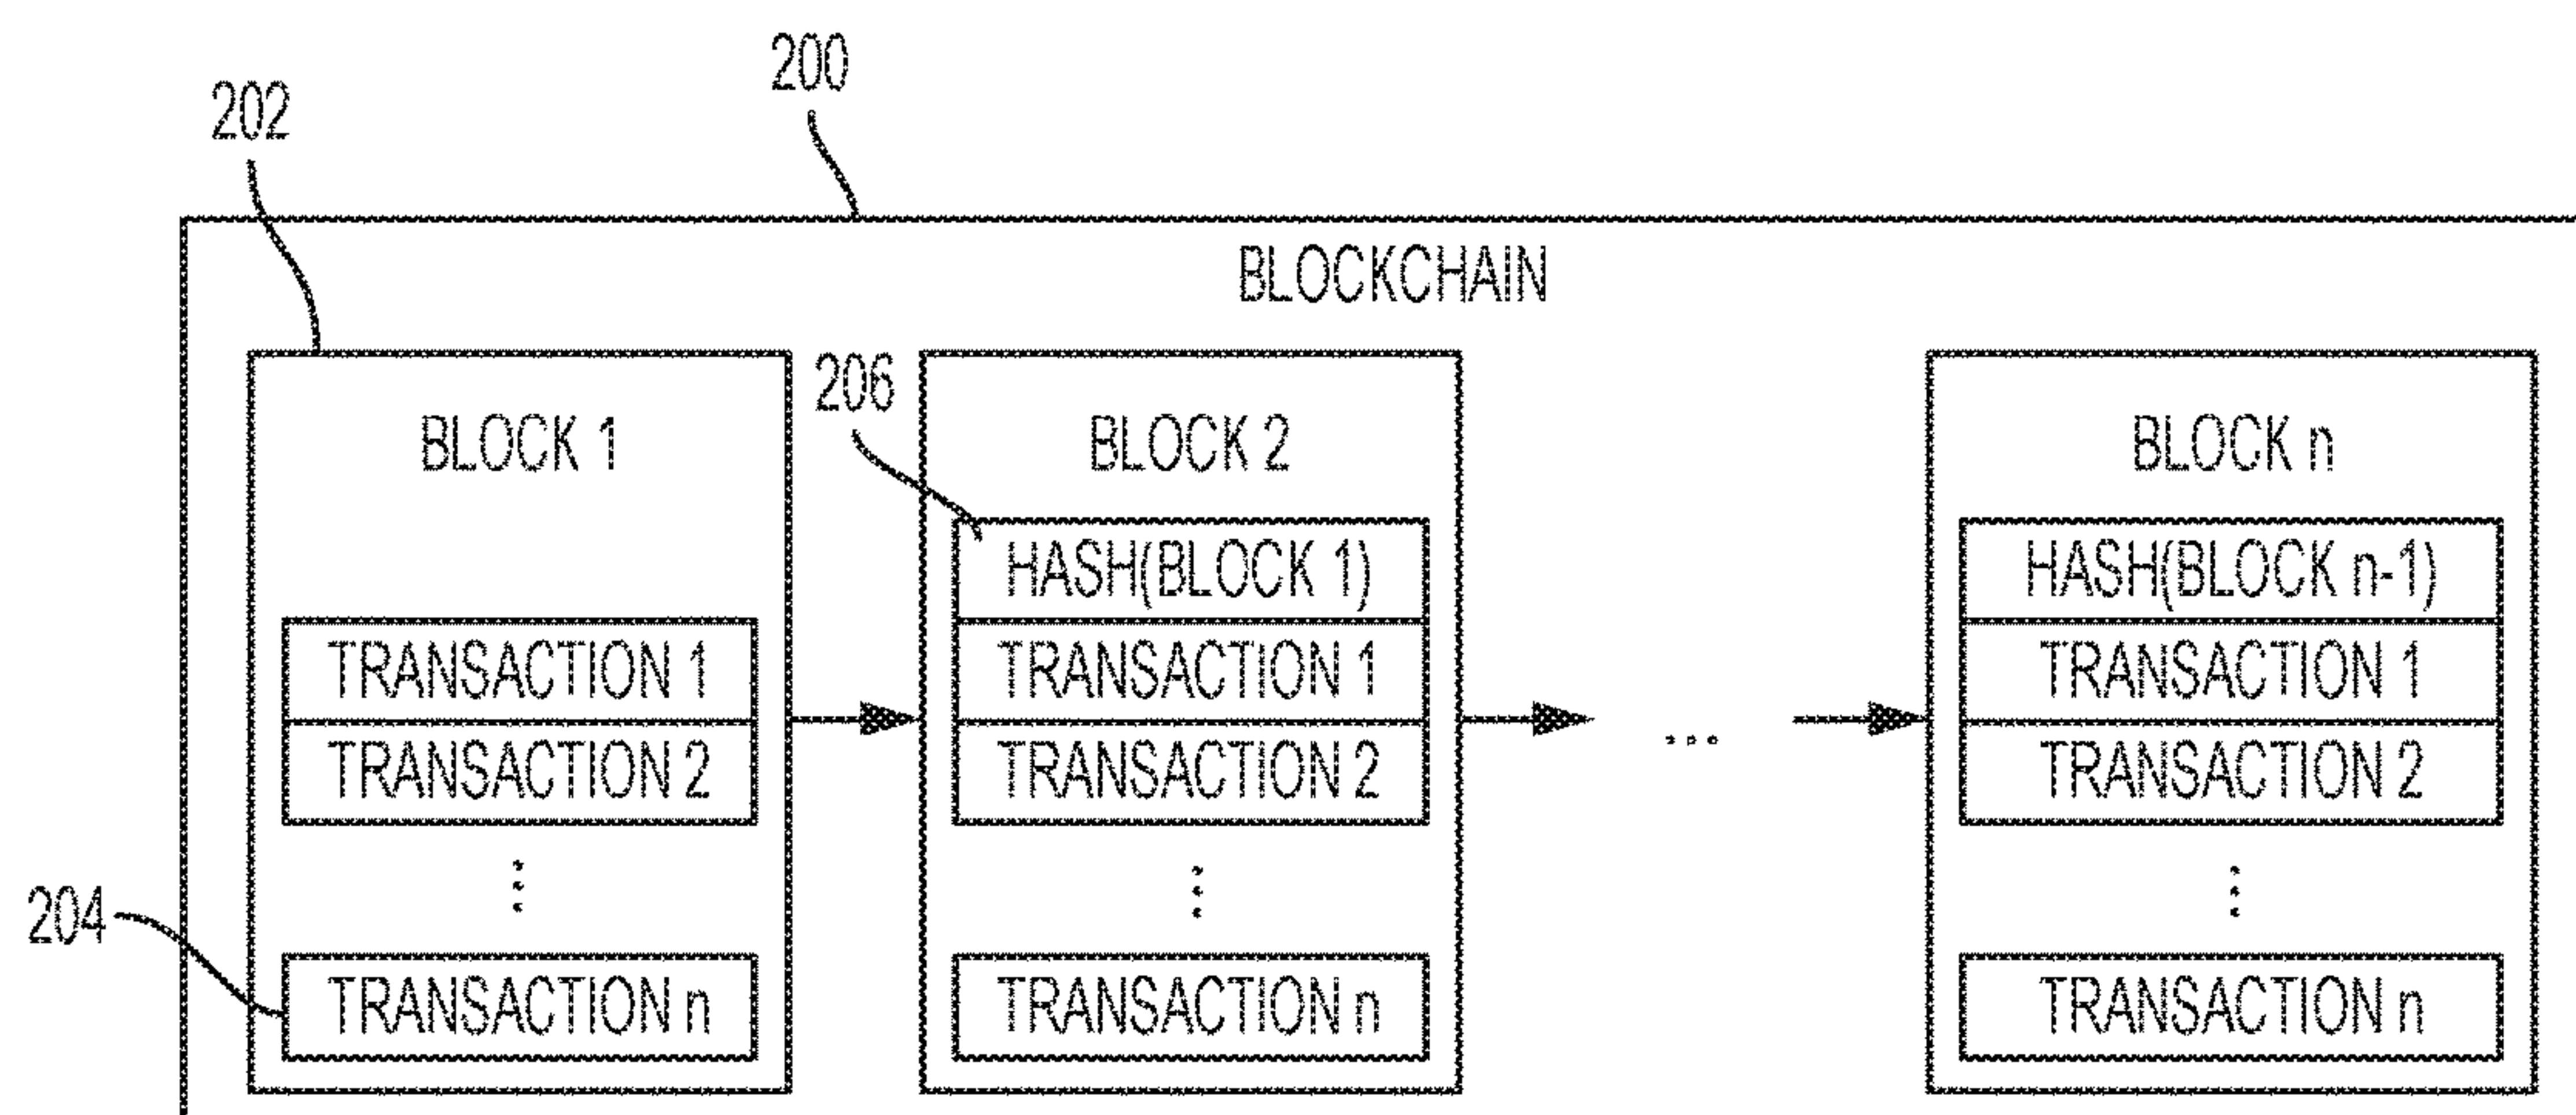 200
202
BLOCKCHAIN
206
BLOCK 1
TRANSACTION 1
TRANSACTION 2
⋮
TRANSACTION n
204
BLOCK 2
HASH(BLOCK 1)
TRANSACTION 1
TRANSACTION 2
⋮
TRANSACTION n
...
BLOCK n
HASH(BLOCK n-1)
TRANSACTION 1
TRANSACTION 2
⋮
TRANSACTION n